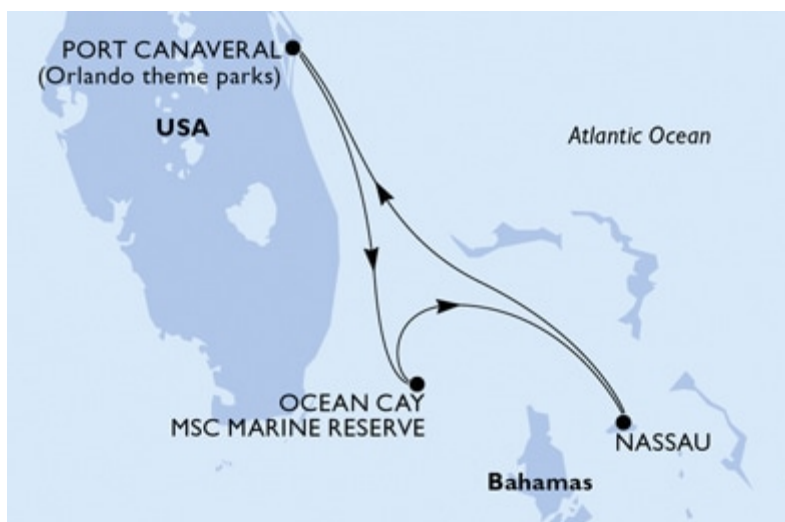 PORT CANAVERAL
(Orlando theme parks)
USA
Atlantic Ocean
OCEAN CAY
MSC MARINE RESERVE
NASSAU
Bahamas